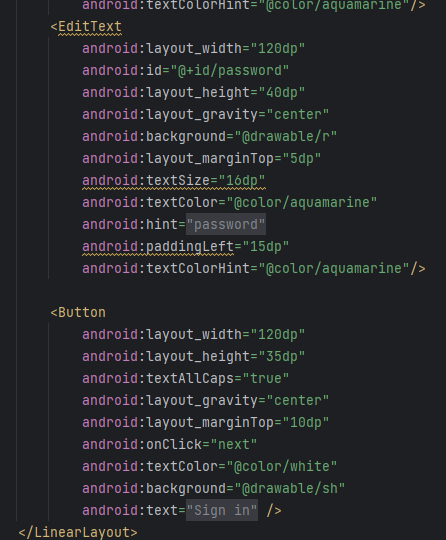 android:textColorHint="@color/aquamarine"/>
<EditText
android:layout_width="120dp"
android:id="@+id/password"
android:layout_height="40dp"
android:layout_gravity="center"
android:background="@drawable/r"
android:layout_marginTop="5dp"
android:textSize="16dp"
android:textColor="@color/aquamarine"
android:hint="password"
android:paddingLeft="15dp"
android:textColorHint="@color/aquamarine"/>
<Button
android:layout_width="120dp"
android:layout_height="35dp"
android:textAllCaps="true"
android:layout_gravity="center"
android:layout_marginTop="10dp"
android:onClick="next"
android:textColor="@color/white"
android:background="@drawable/sh"
android:text="Sign in" />
</LinearLayout>